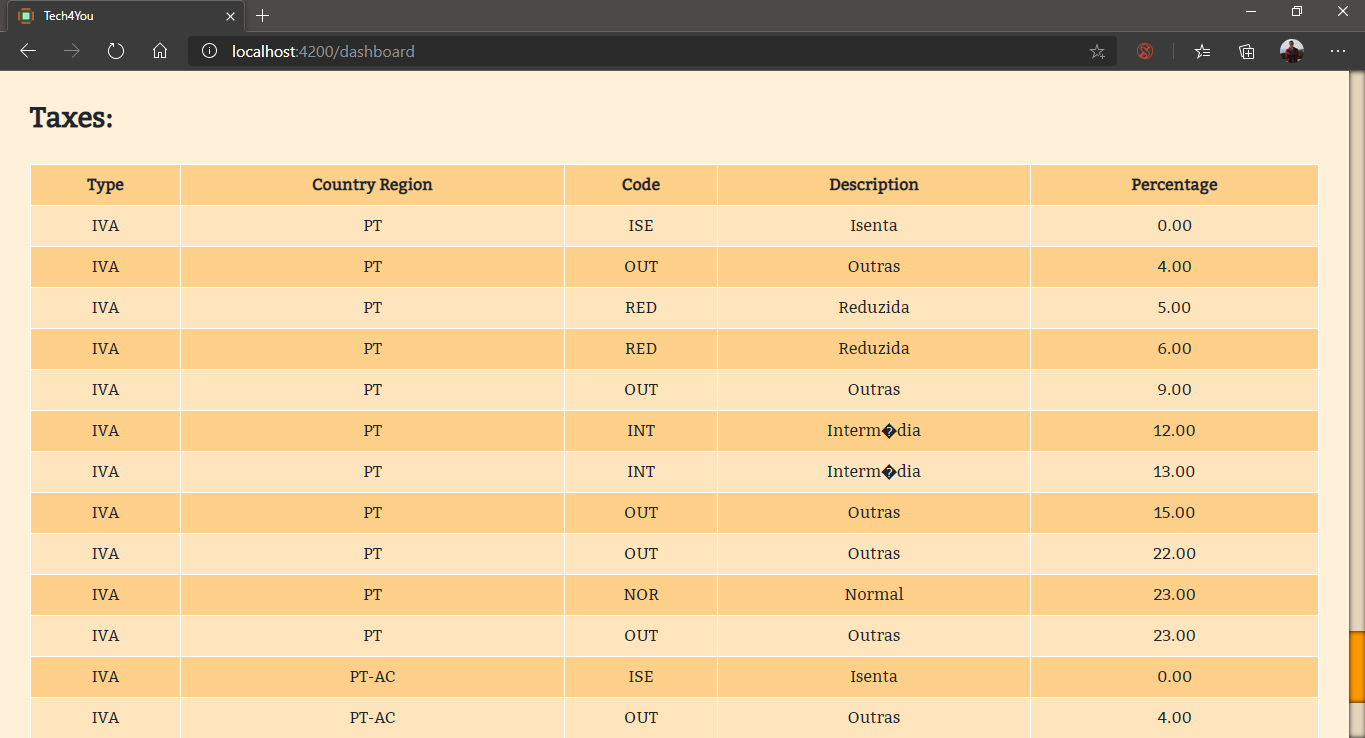 Tech4You
localhost:4200/dashboard
Taxes:
Type Country Region Code Description Percentage
IVA PT ISE Isenta 0.00
IVA PT OUT Outras 4.00
IVA PT RED Reduzida 5.00
IVA PT RED Reduzida 6.00
IVA PT OUT Outras 9.00
IVA PT INT Interm�dia 12.00
IVA PT INT Interm�dia 13.00
IVA PT OUT Outras 15.00
IVA PT OUT Outras 22.00
IVA PT NOR Normal 23.00
IVA PT OUT Outras 23.00
IVA PT-AC ISE Isenta 0.00
IVA PT-AC OUT Outras 4.00